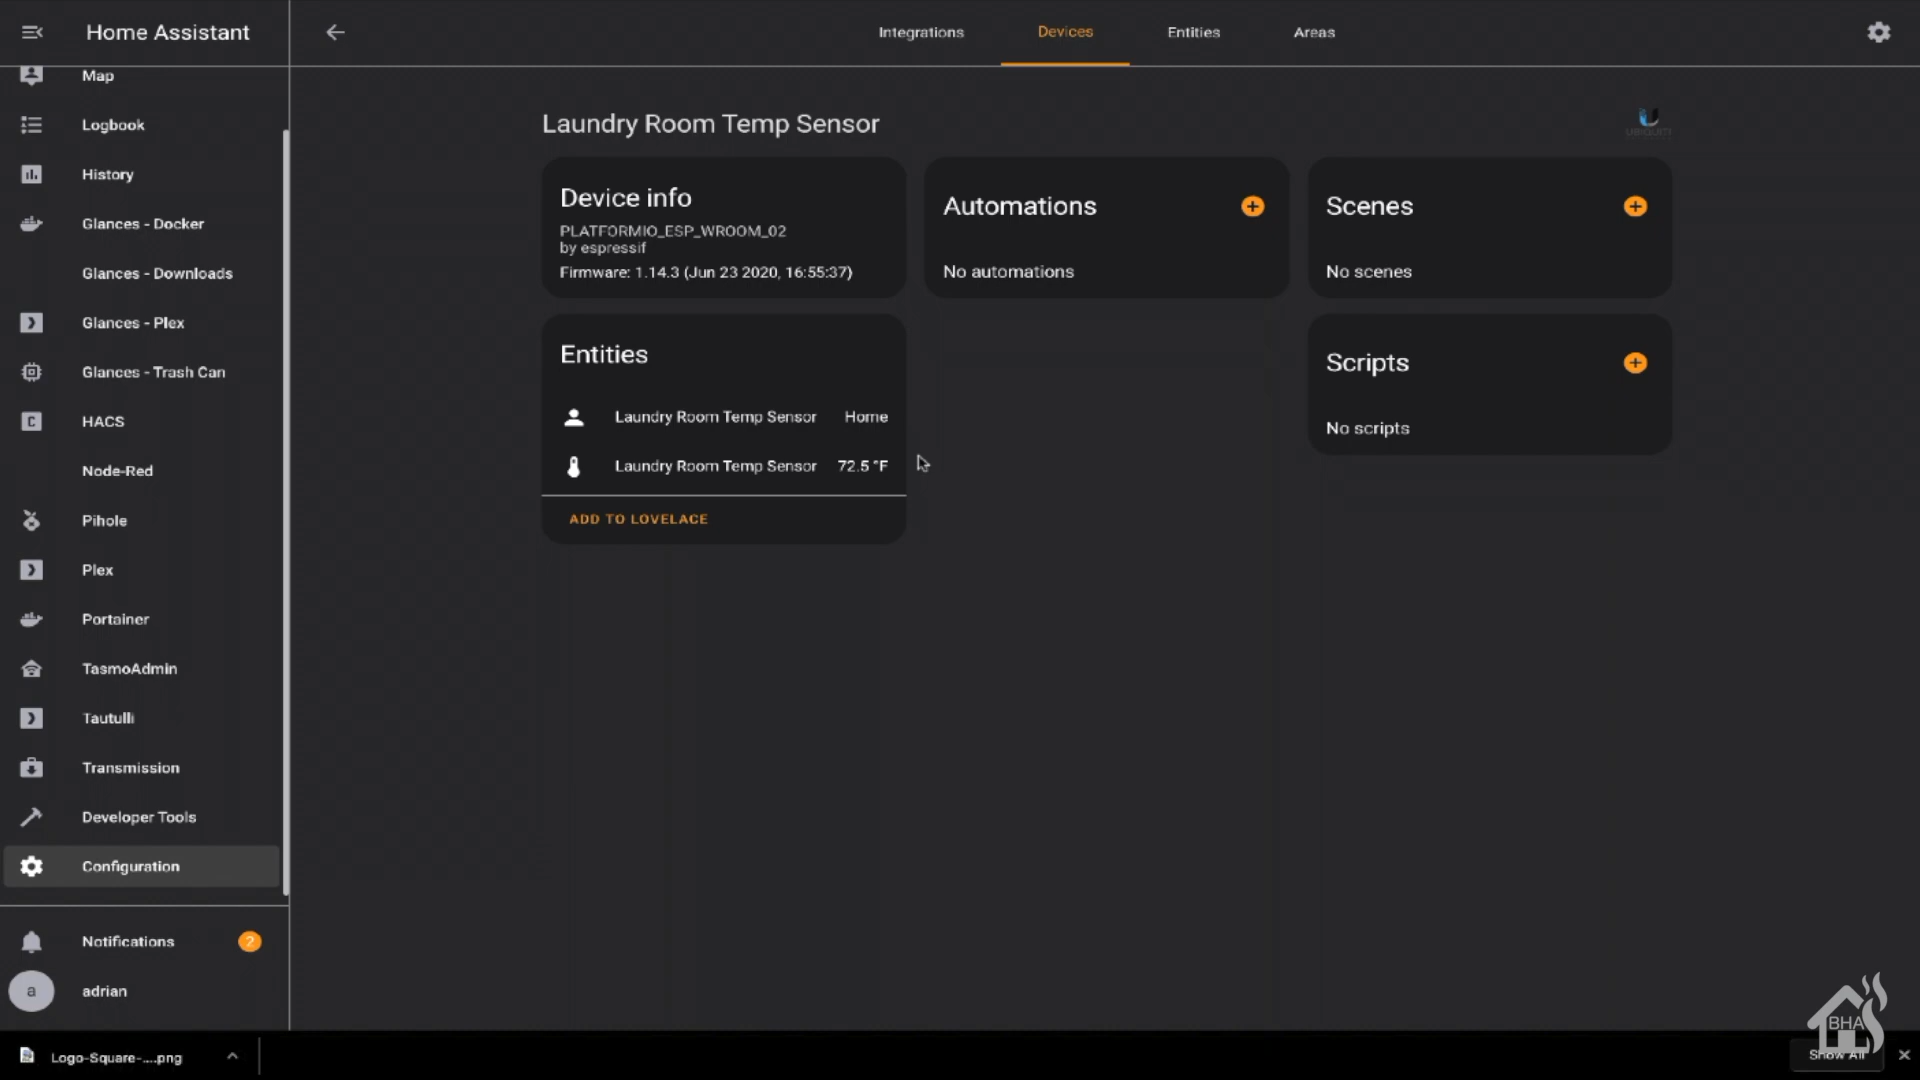 Home Assistant
Integrations
Devices
Entities
Areas
Map
Logbook
History
Glances - Docker
Glances - Downloads
Glances - Plex
Glances - Trash Can
HACS
Node-Red
Pihole
Plex
Portainer
TasmoAdmin
Tautulli
Transmission
Developer Tools
Configuration
Notifications
2
a
adrian
Laundry Room Temp Sensor
UBIQUITI
Device info
PLATFORMIO_ESP_WROOM_02
by espressif
Firmware: 1.14.3 (Jun 23 2020, 16:55:37)
Automations
No automations
Scenes
No scenes
Entities
Laundry Room Temp Sensor Home
Laundry Room Temp Sensor 72.5 °F
ADD TO LOVELACE
Scripts
No scripts
BHA
Logo-Square-....png
Show All